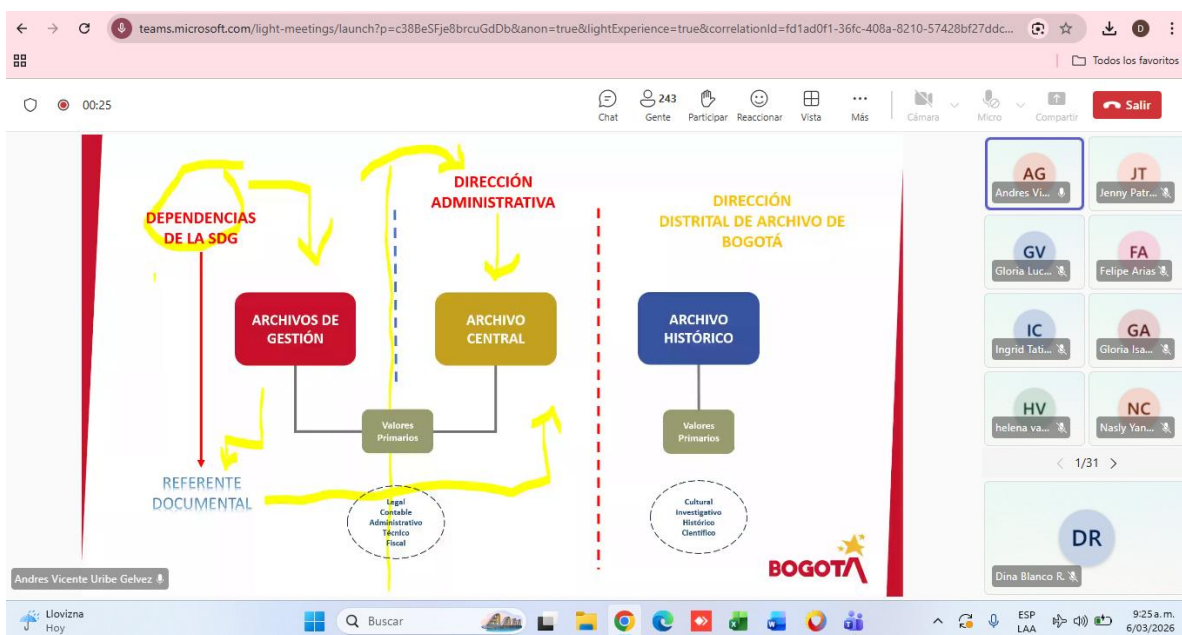 teams.microsoft.com/light-meetings/launch?p=c38BeSFje8brcuGdDb&anon=true&lightExperience=true&correlationId=fd1ad0f1-36fc-408a-8210-57428bf27ddc...
D
Todos los favoritos
00:25
243
Chat
Gente
Participar
Reaccionar
Vista
Más
Cámara
Micro
Compartir
Salir
DEPENDENCIAS
DE LA SDG
DIRECCIÓN
ADMINISTRATIVA
DIRECCIÓN
DISTRITAL DE ARCHIVO DE
BOGOTÁ
ARCHIVOS DE
GESTIÓN
ARCHIVO
CENTRAL
ARCHIVO
HISTÓRICO
Valores
Primarios
Valores
Primarios
REFERENTE
DOCUMENTAL
Legal
Contable
Administrativo
Técnico
Fiscal
Cultural
Investigativo
Histórico
Científico
BOGOTÁ
Andres Vicente Uribe Gelvez
AG
Andres Vi...
JT
Jenny Patr...
GV
Gloria Luc...
FA
Felipe Arias
IC
Ingrid Tati...
GA
Gloria Isa...
HV
helena va...
NC
Nasly Yan...
1/31
DR
Dina Blanco R.
Llovizna
Hoy
Buscar
ESP
LAA
9:25 a. m.
6/03/2026